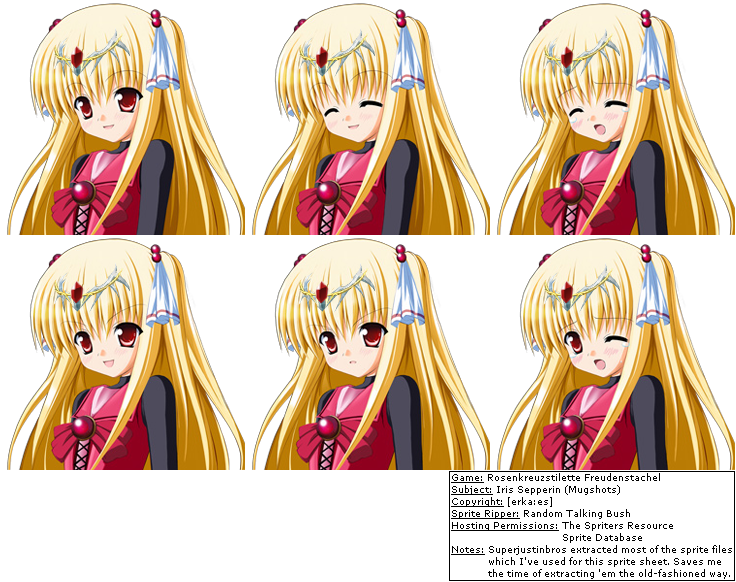 Game: Rosenkreuzstilette Freudenstachel
Subject: Iris Sepperin (Mugshots)
Copyright: [erka:es]
Sprite Ripper: Random Talking Bush
Hosting Permissions: The Spriters Resource
Sprite Database
Notes: Superjustinbros extracted most of the sprite files
which I've used for this sprite sheet. Saves me
the time of extracting 'em the old-fashioned way.